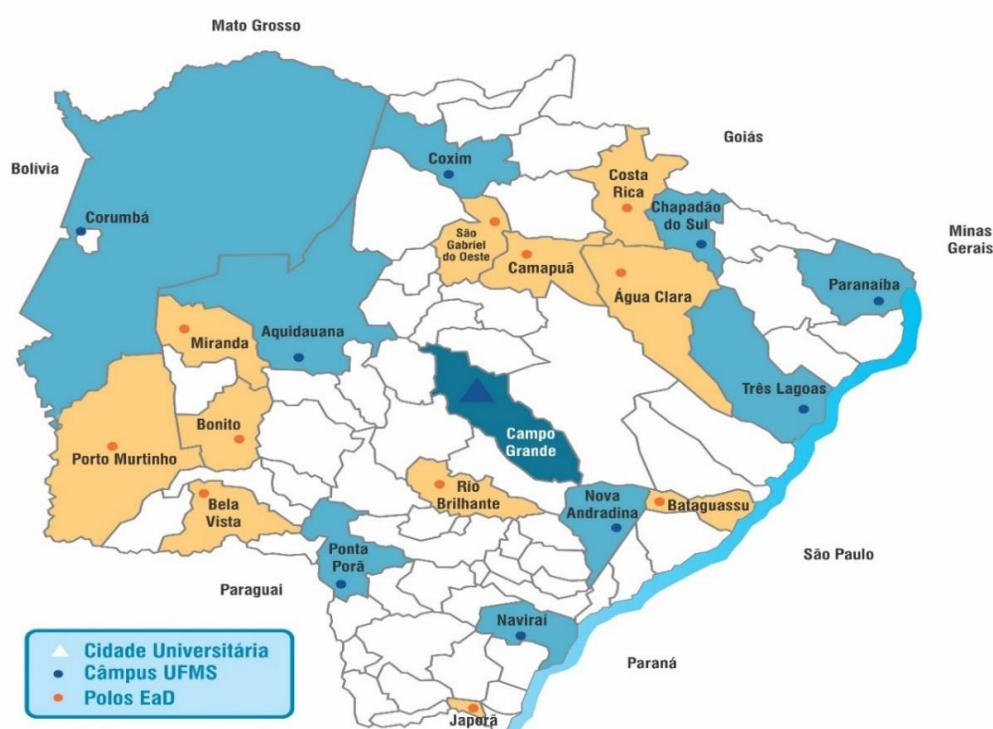 Mato Grosso
Goiás
Bolívia
Coxim
Costa
Rica
Chapadão
do Sul
Corumbá
São
Gabriel
do Oeste
Camapuã
Minas
Gerais
Água Clara
Paranaíba
Miranda
Aquidauana
Três Lagoas
Bonito
Porto Murtinho
Campo
Grande
Bela
Vista
Rio
Brilhante
Nova
Andradina
Bataguassu
Ponta
Porã
São Paulo
Paraguai
Naviraí
Paraná
Japorã
Cidade Universitária
Câmpus UFMS
Polos EaD